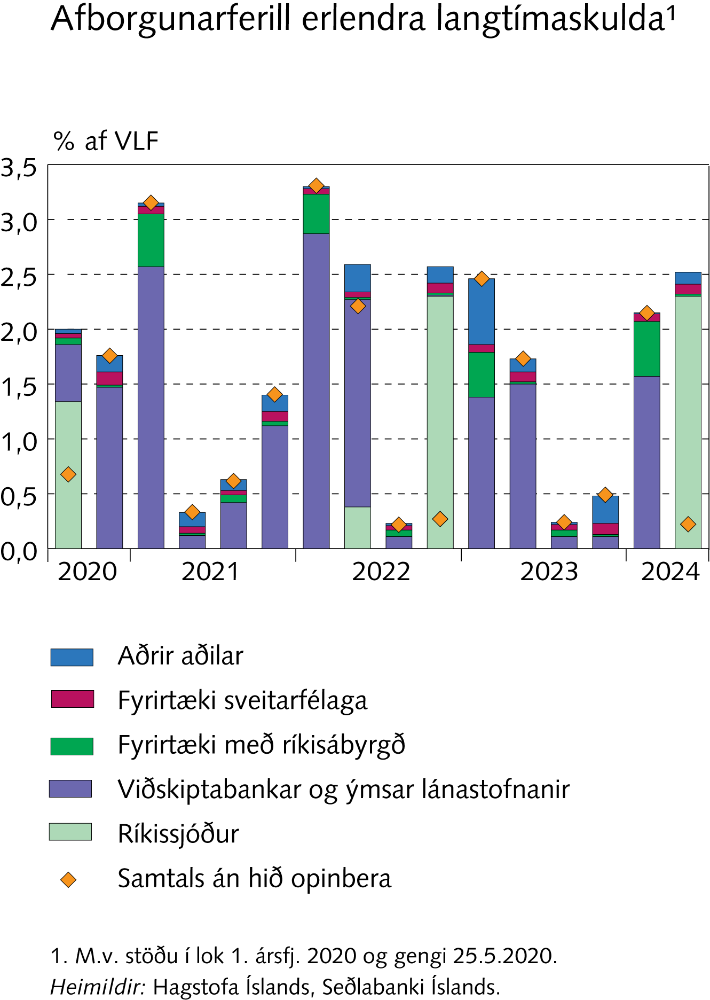 Afborgunarferill erlendra langtímaskulda¹
% af VLF
3,5
3,0
2,5
2,0
1,5
1,0
0,5
0,0
2020 2021 2022 2023 2024
Aðrir aðilar
Fyrirtæki sveitarfélaga
Fyrirtæki með ríkisábyrgð
Viðskiptabankar og ýmsar lánastofnanir
Ríkissjóður
Samtals án hið opinbera
1. M.v. stöðu í lok 1. ársfj. 2020 og gengi 25.5.2020.
Heimildir: Hagstofa Íslands, Seðlabanki Íslands.